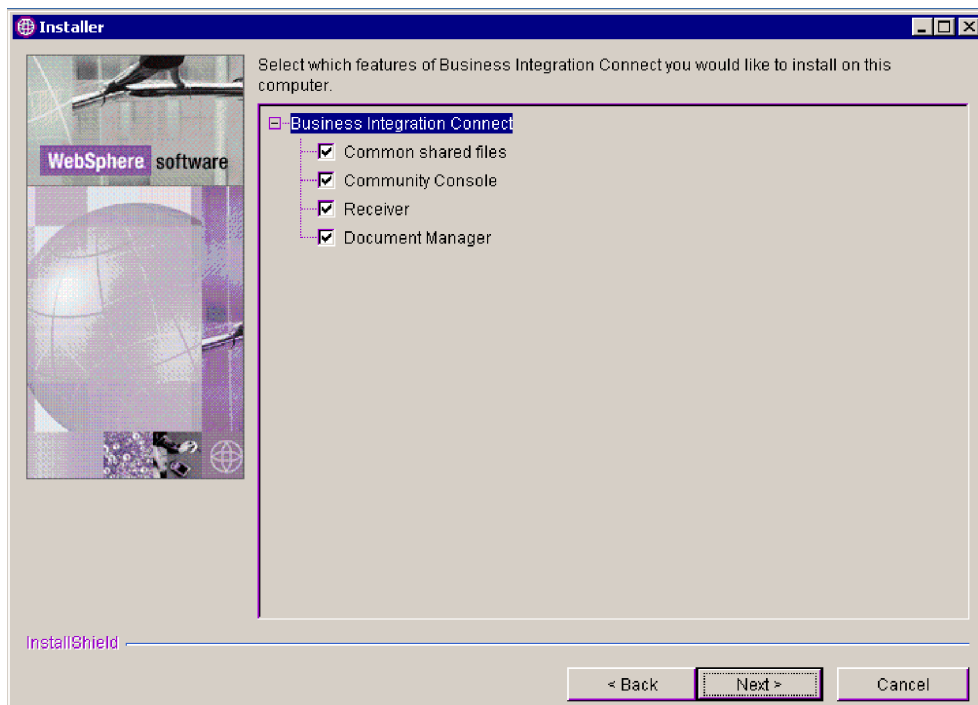 Installer
Select which features of Business Integration Connect you would like to install on this
computer.
WebSphere software
Business Integration Connect
Common shared files
Community Console
Receiver
Document Manager
InstallShield
< Back
Next >
Cancel